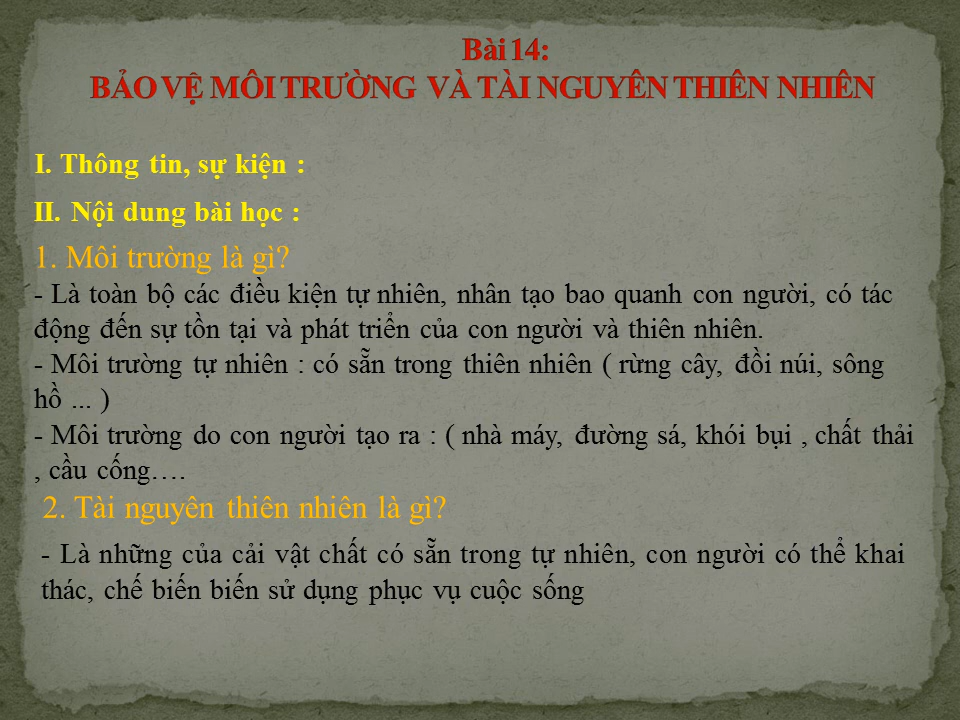 Bài 14:
BẢO VỆ MÔI TRƯỜNG VÀ TÀI NGUYÊN THIÊN NHIÊN
I. Thông tin, sự kiện :
II. Nội dung bài học :
1. Môi trường là gì?
- Là toàn bộ các điều kiện tự nhiên, nhân tạo bao quanh con người, có tác
động đến sự tồn tại và phát triển của con người và thiên nhiên.
- Môi trường tự nhiên : có sẵn trong thiên nhiên ( rừng cây, đồi núi, sông
hồ ... )
- Môi trường do con người tạo ra : ( nhà máy, đường sá, khói bụi , chất thải
, cầu cống….
2. Tài nguyên thiên nhiên là gì?
- Là những của cải vật chất có sẵn trong tự nhiên, con người có thể khai
thác, chế biến biến sử dụng phục vụ cuộc sống